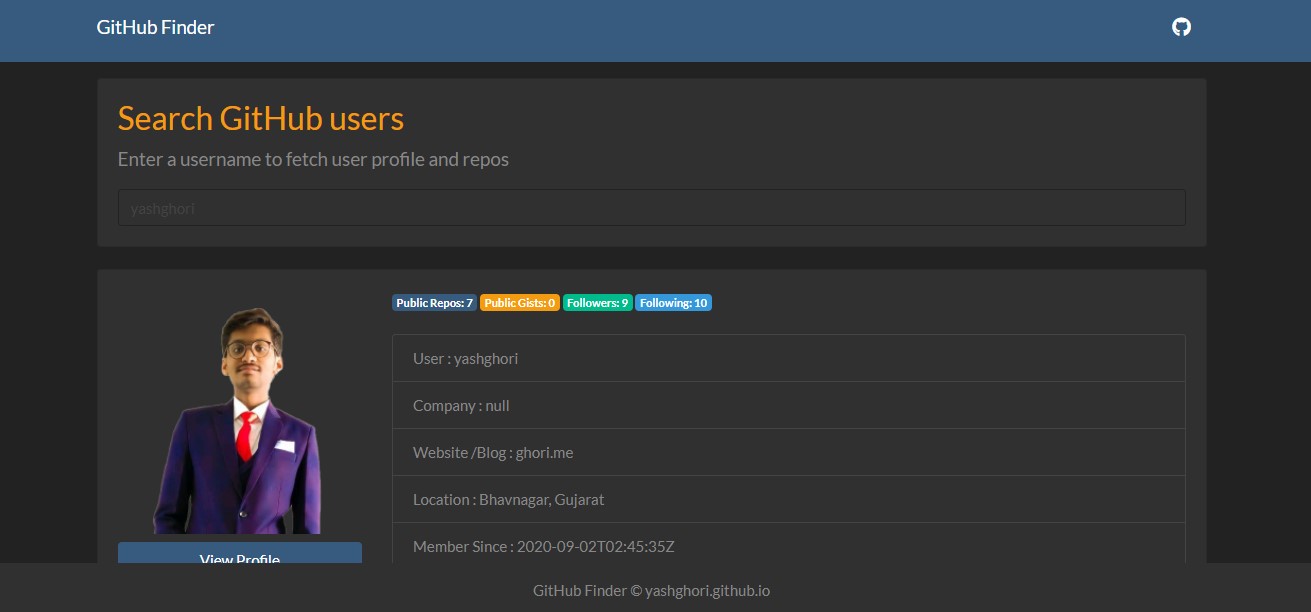 GitHub Finder
Search GitHub users
Enter a username to fetch user profile and repos
yashghori
Public Repos: 7 Public Gists: 0 Followers: 9 Following: 10
User : yashghori
Company : null
Website /Blog : ghori.me
Location : Bhavnagar, Gujarat
Member Since : 2020-09-02T02:45:35Z
View Profile
GitHub Finder © yashghori.github.io